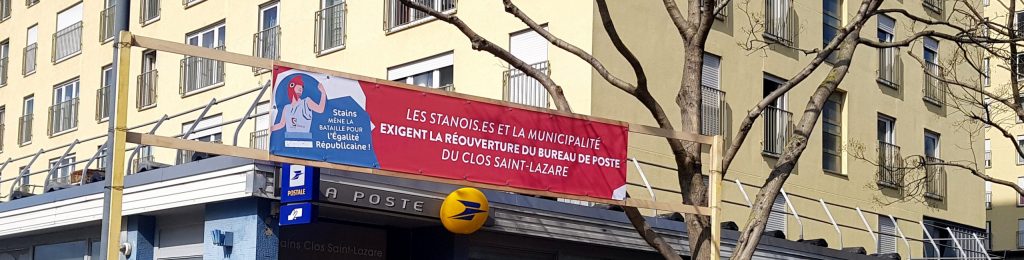 Stains
MÈNE LA
BATAILLE POUR
l'Égalité
Républicaine !
LES STANOIS.ES ET LA MUNICIPALITÉ
EXIGENT LA RÉOUVERTURE DU BUREAU DE POSTE
DU CLOS SAINT-LAZARE
POSTALE
A POSTE
ains Clos Saint-Lazare